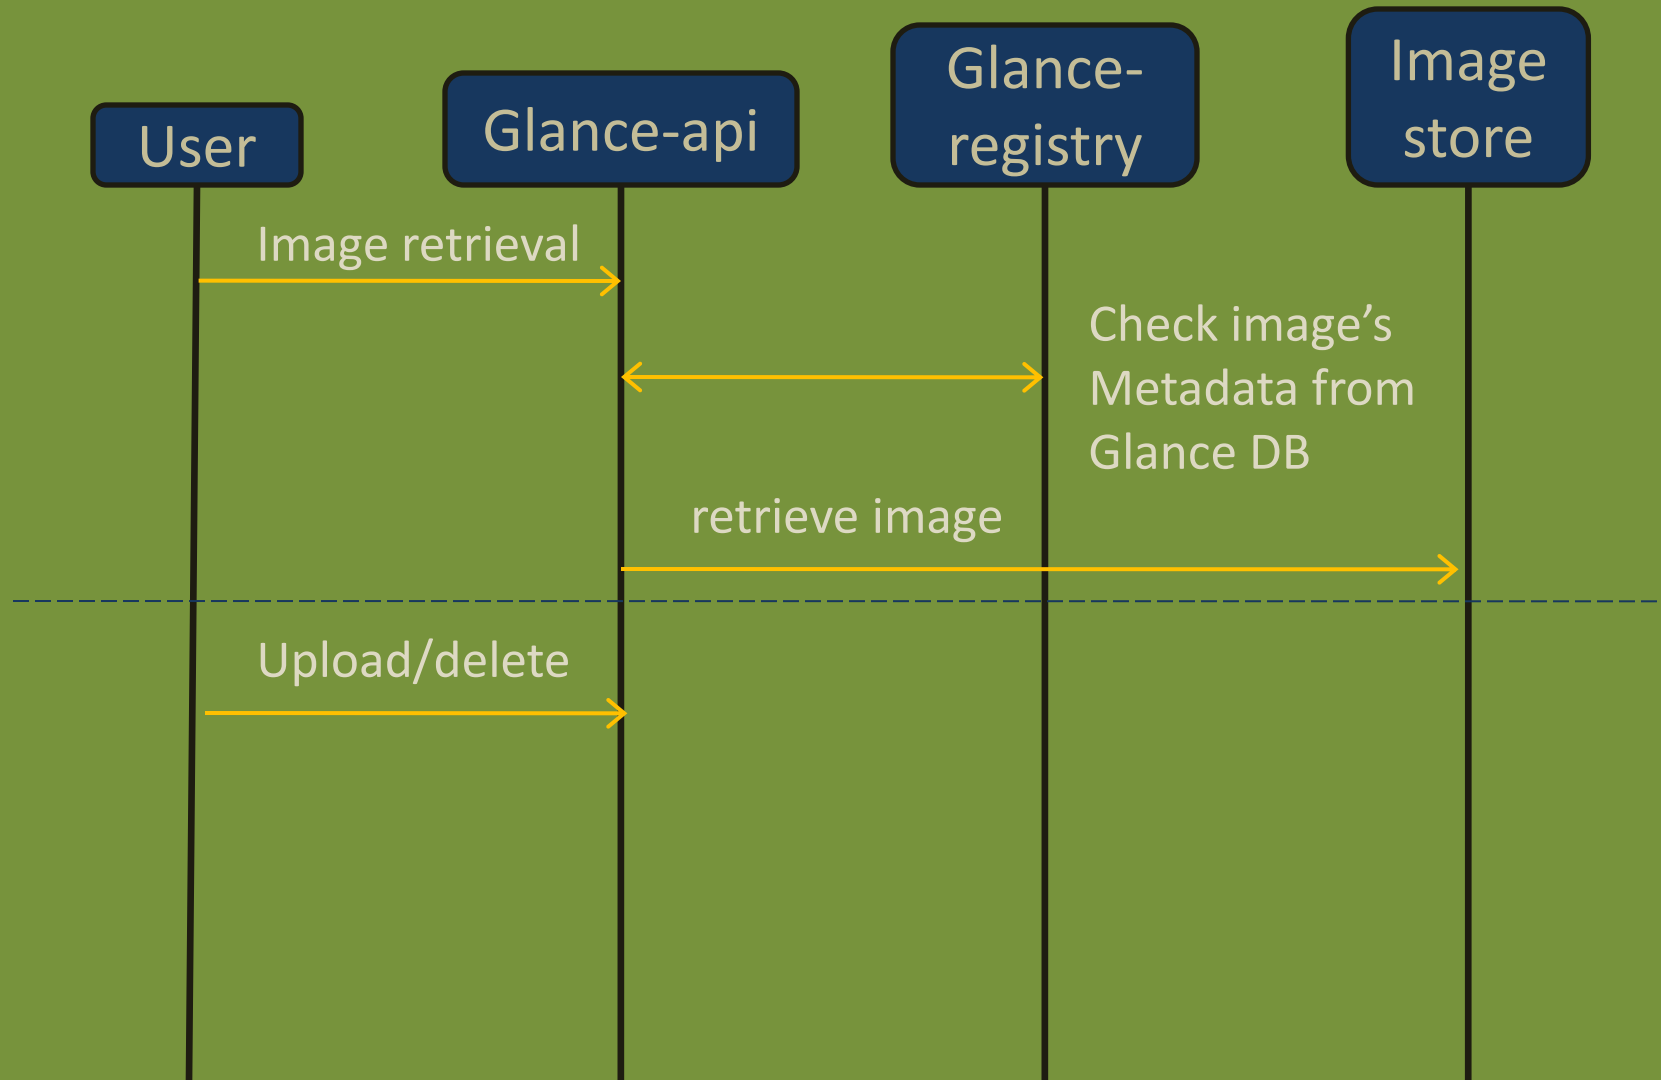 User
Glance-api
Glance-
registry
Image
store
Image retrieval
Check image’s
Metadata from
Glance DB
retrieve image
Upload/delete